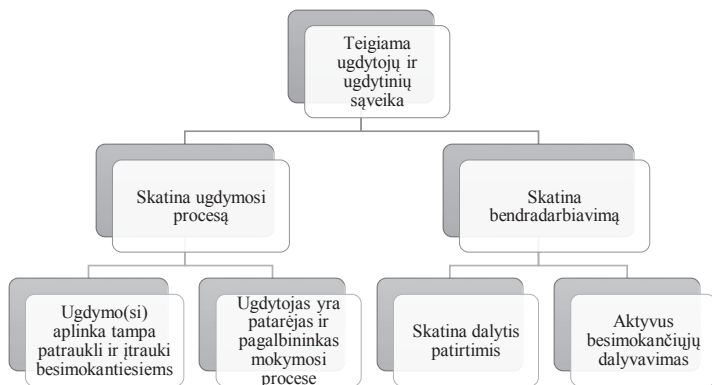 Teigiama
ugdytojų ir
ugdytinių
sąveika
Skatina ugdymosi
procesą
Skatina
bendradarbiavimą
Ugdymo(si)
aplinka tampa
patraukli ir įtrauki
besimokantiesiems
Ugdytojas yra
patarėjas ir
pagalbininkas
mokymosi
procese
Skatina dalytis
patirtimis
Aktyvus
besimokančiųjų
dalyvavimas